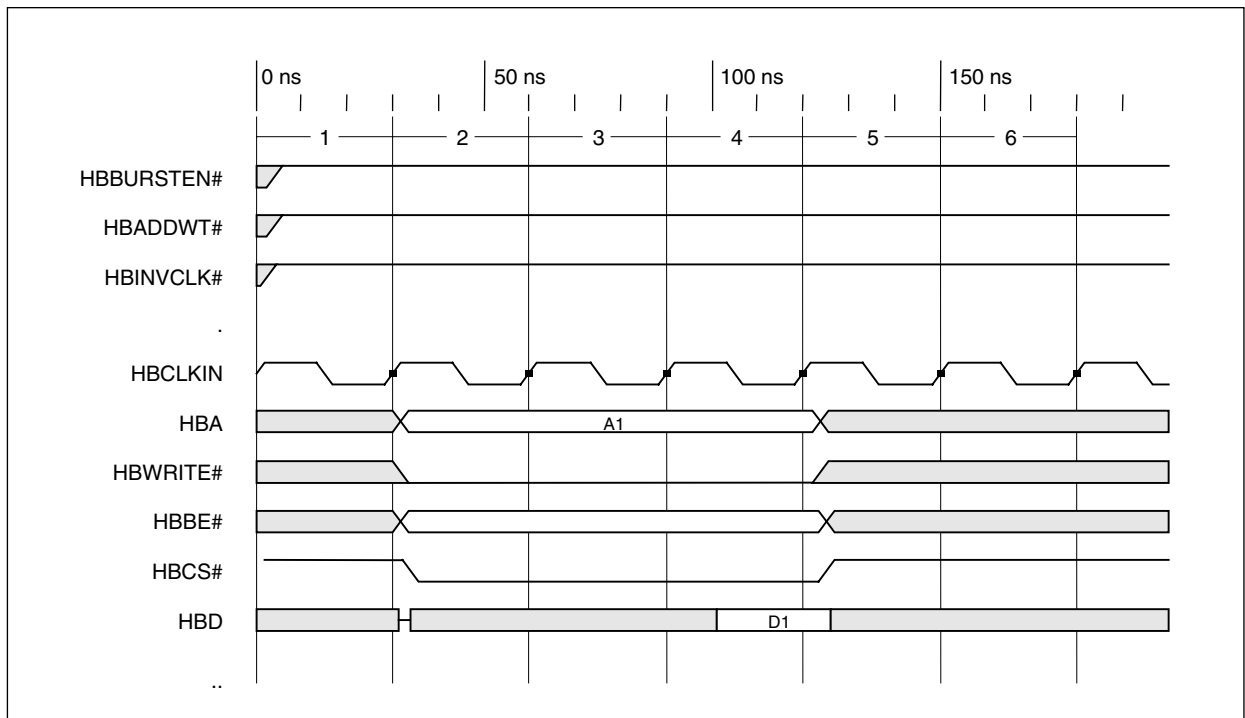 0 ns 50 ns 100 ns 150 ns
1 2 3 4 5 6
HBBURSTEN#
HBADDWT#
HBINVCLK#
.
HBCLKIN
HBA A1
HBWRITE#
HBBE#
HBCS#
HBD D1
..